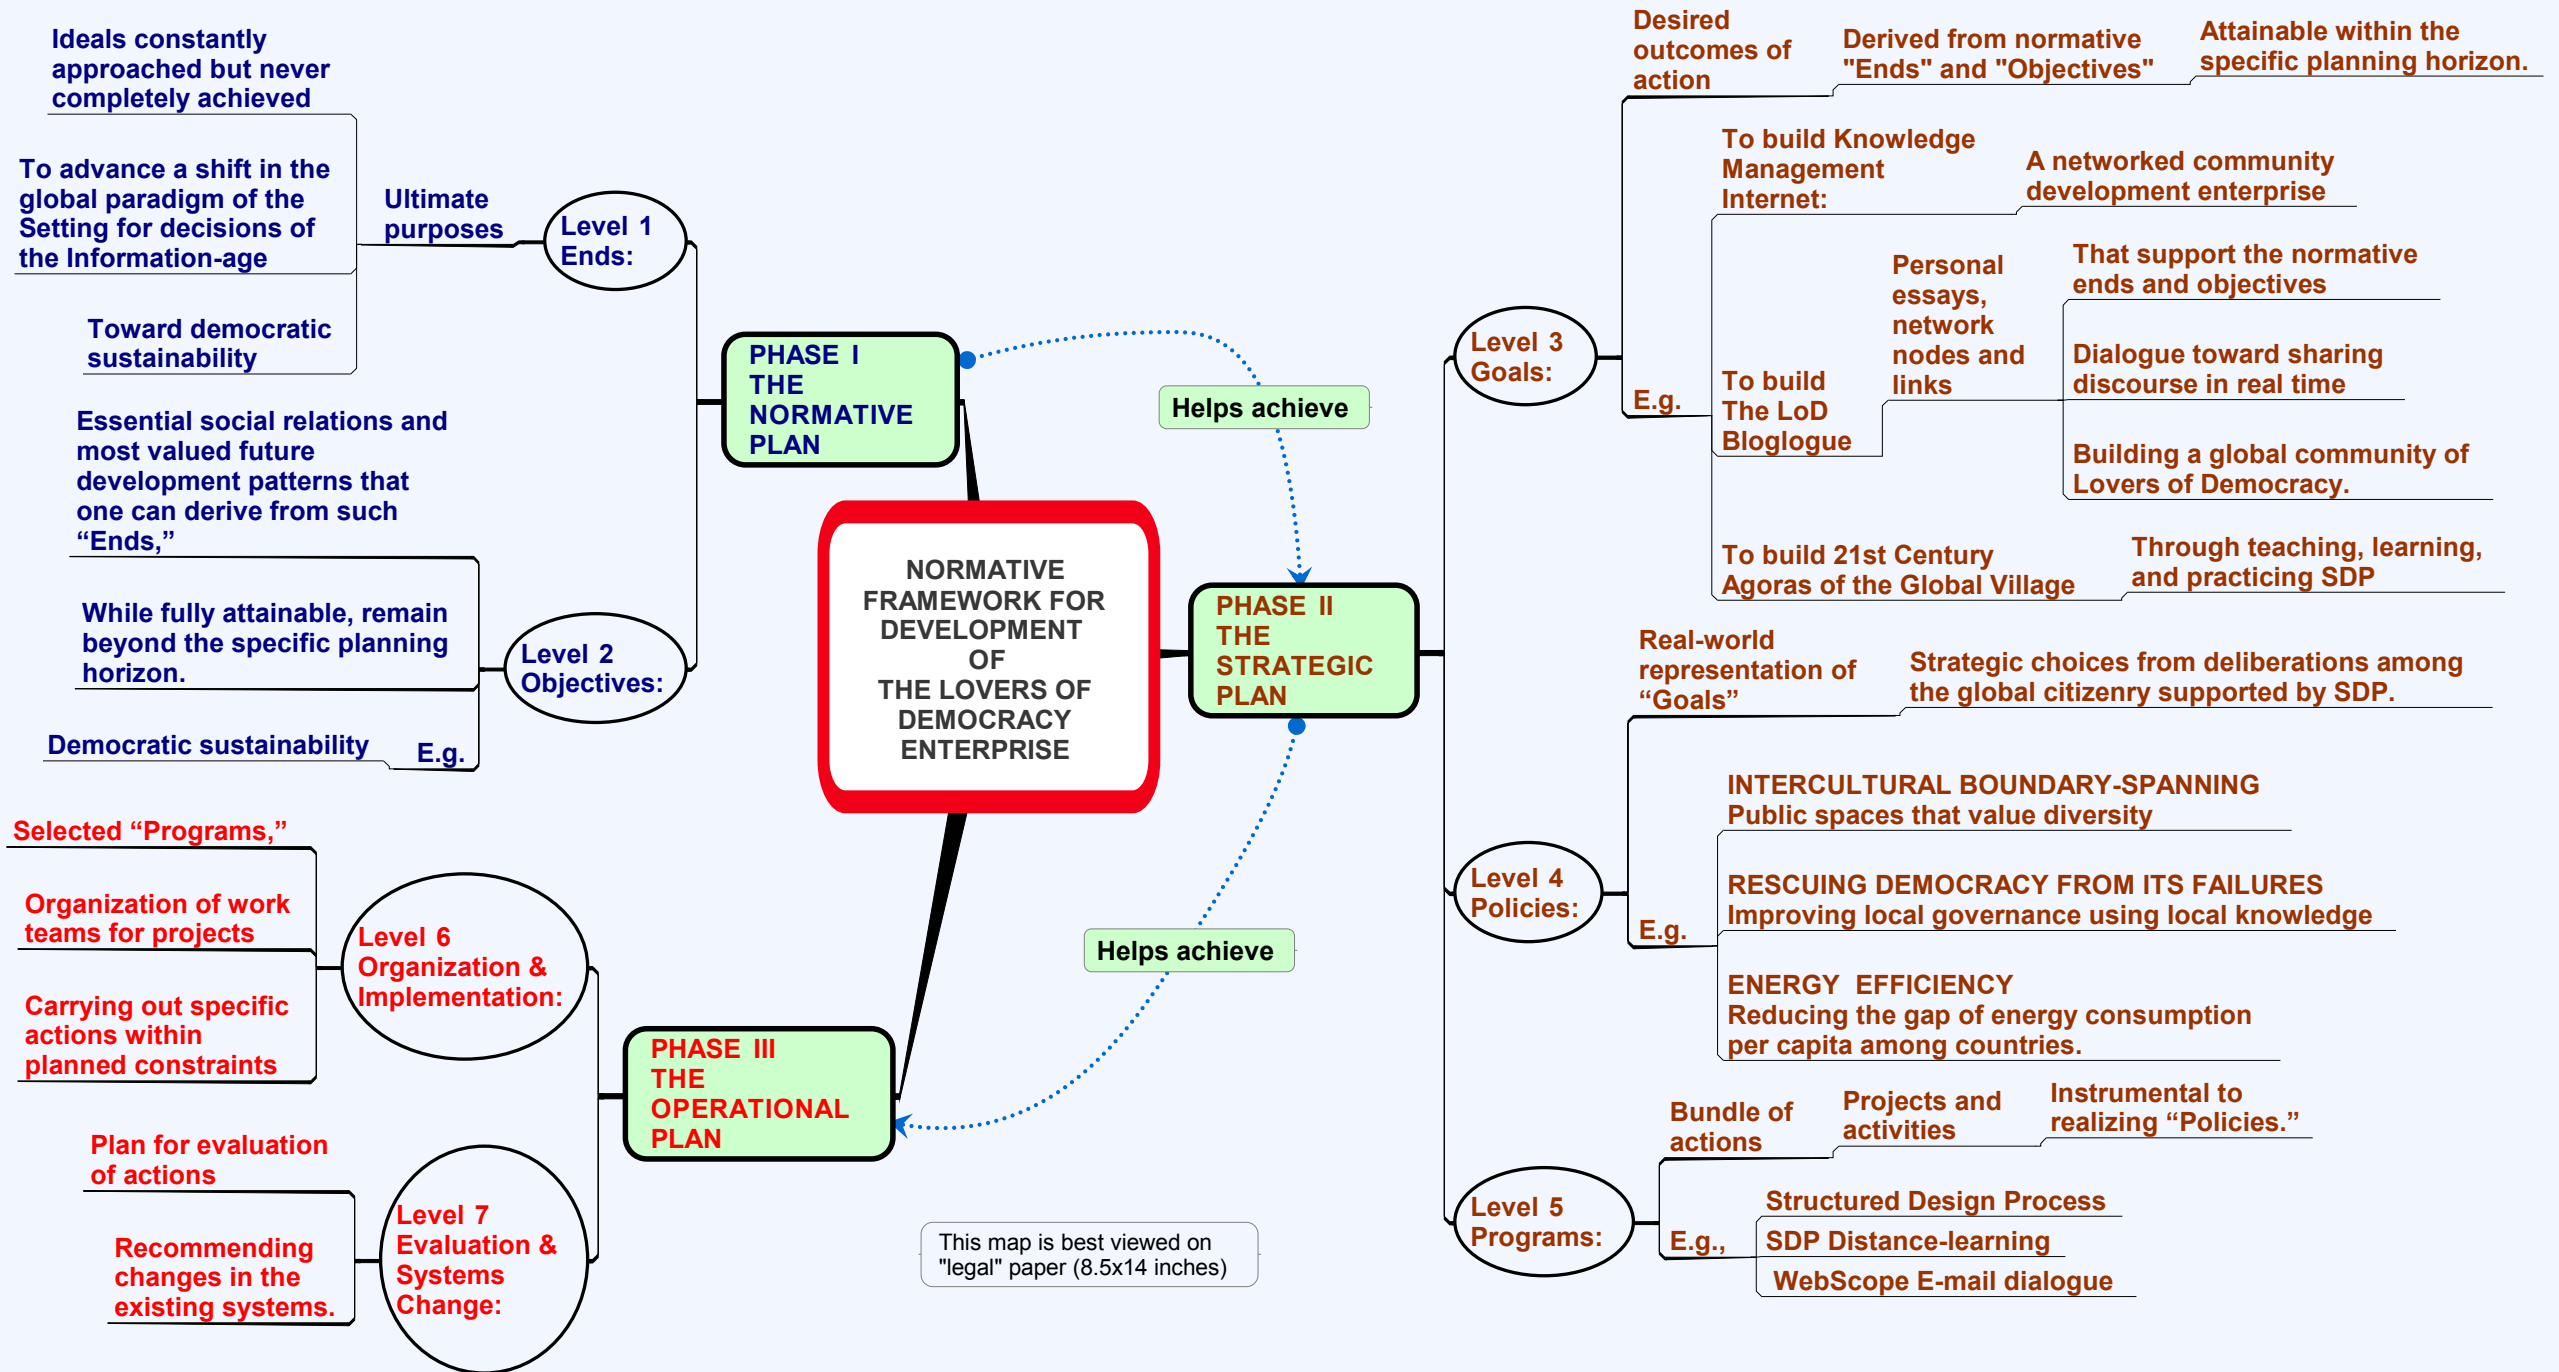 NORMATIVE
FRAMEWORK FOR
DEVELOPMENT
OF
THE LOVERS OF
DEMOCRACY
ENTERPRISE
PHASE I
THE
NORMATIVE
PLAN
Level 1
Ends:
Ultimate
purposes
Ideals constantly
approached but never
completely achieved
To advance a shift in the
global paradigm of the
Setting for decisions of
the Information-age
Toward democratic
sustainability
Level 2
Objectives:
Essential social relations and
most valued future
development patterns that
one can derive from such
“Ends,”
While fully attainable, remain
beyond the specific planning
horizon.
E.g.
Democratic sustainability
Helps achieve
PHASE II
THE
STRATEGIC
PLAN
Level 3
Goals:
Desired
outcomes of
action
Derived from normative
"Ends" and "Objectives"
Attainable within the
specific planning horizon.
E.g.
To build Knowledge
Management
Internet:
A networked community
development enterprise
To build
The LoD
Bloglogue
Personal
essays,
network
nodes and
links
That support the normative
ends and objectives
Dialogue toward sharing
discourse in real time
Building a global community of
Lovers of Democracy.
To build 21st Century
Agoras of the Global Village
Through teaching, learning,
and practicing SDP
Level 4
Policies:
Real-world
representation of
“Goals”
Strategic choices from deliberations among
the global citizenry supported by SDP.
E.g.
INTERCULTURAL BOUNDARY-SPANNING
Public spaces that value diversity
RESCUING DEMOCRACY FROM ITS FAILURES
Improving local governance using local knowledge
ENERGY EFFICIENCY
Reducing the gap of energy consumption
per capita among countries.
Level 5
Programs:
Bundle of
actions
Projects and
activities
Instrumental to
realizing “Policies.”
E.g.,
Structured Design Process
SDP Distance-learning
WebScope E-mail dialogue
Helps achieve
PHASE III
THE
OPERATIONAL
PLAN
Level 6
Organization &
Implementation:
Selected “Programs,”
Organization of work
teams for projects
Carrying out specific
actions within
planned constraints
Level 7
Evaluation &
Systems
Change:
Plan for evaluation
of actions
Recommending
changes in the
existing systems.
This map is best viewed on
"legal" paper (8.5x14 inches)